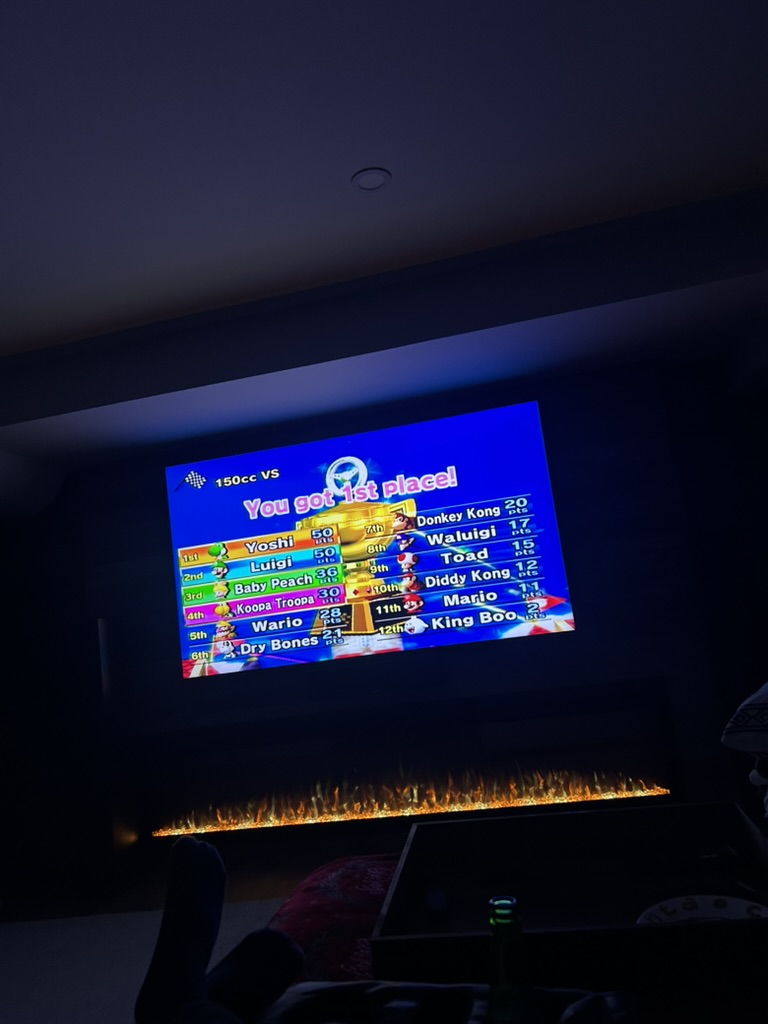 150cc VS
You got 1st place!
1st Yoshi 50 pts
2nd Luigi 50 pts
3rd Baby Peach 36 pts
4th Koopa Troopa 30 pts
5th Wario 28 pts
6th Dry Bones 21 pts
7th Donkey Kong 20 pts
8th Waluigi 17 pts
9th Toad 15 pts
10th Diddy Kong 12 pts
11th Mario 11 pts
12th King Boo 2 pts